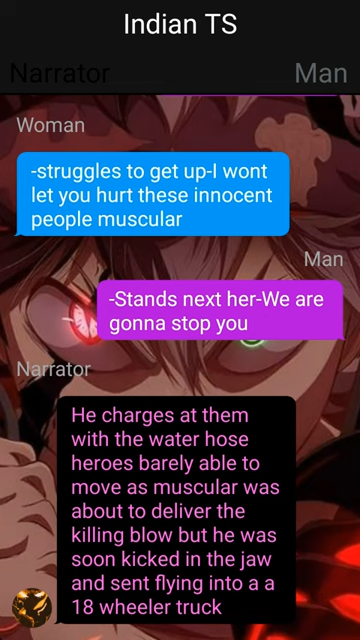 Indian TS
Narrator
Man
Woman
-struggles to get up-I wont
let you hurt these innocent
people muscular
Man
-Stands next her-We are
gonna stop you
Narrator
He charges at them
with the water hose
heroes barely able to
move as muscular was
about to deliver the
killing blow but he was
soon kicked in the jaw
and sent flying into a a
18 wheeler truck